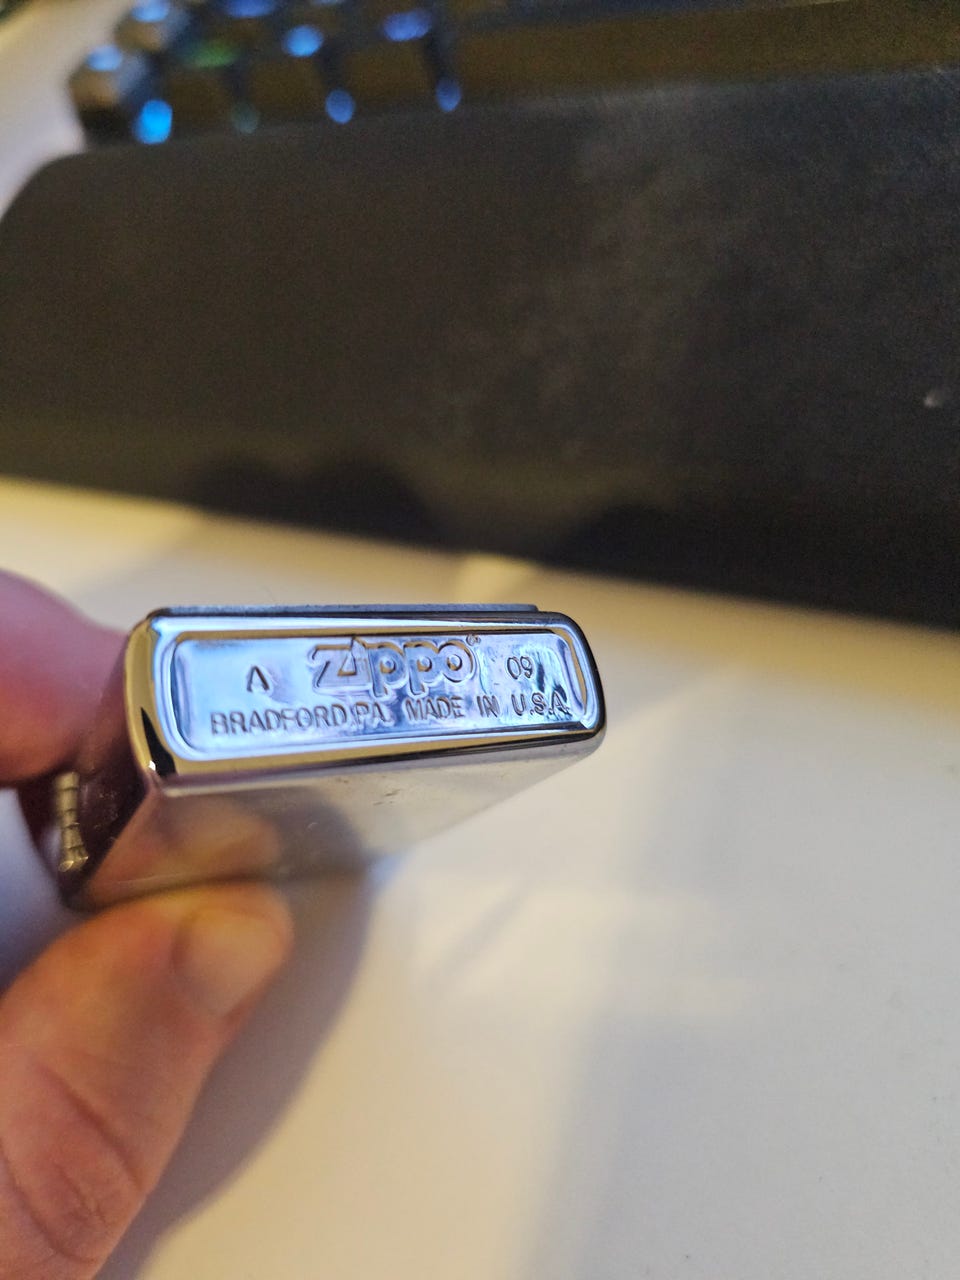 A Zippo® 09
BRADFORD,PA. MADE IN U.S.A.